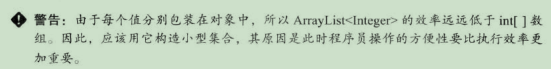 警告：由于每个值分别包装在对象中，所以 ArrayList<Integer> 的效率远远低于 int[ ] 数
组。因此，应该用它构造小型集合，其原因是此时程序员操作的方便性要比执行效率更
加重要。